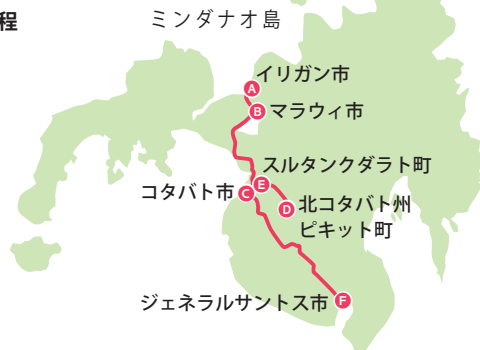 程
ミンダナオ島
イリガン市
A
B
マラウィ市
スルタンクダラト町
コタバト市
C
E
D
北コタバト州
ピキット町
ジェネラルサントス市
F